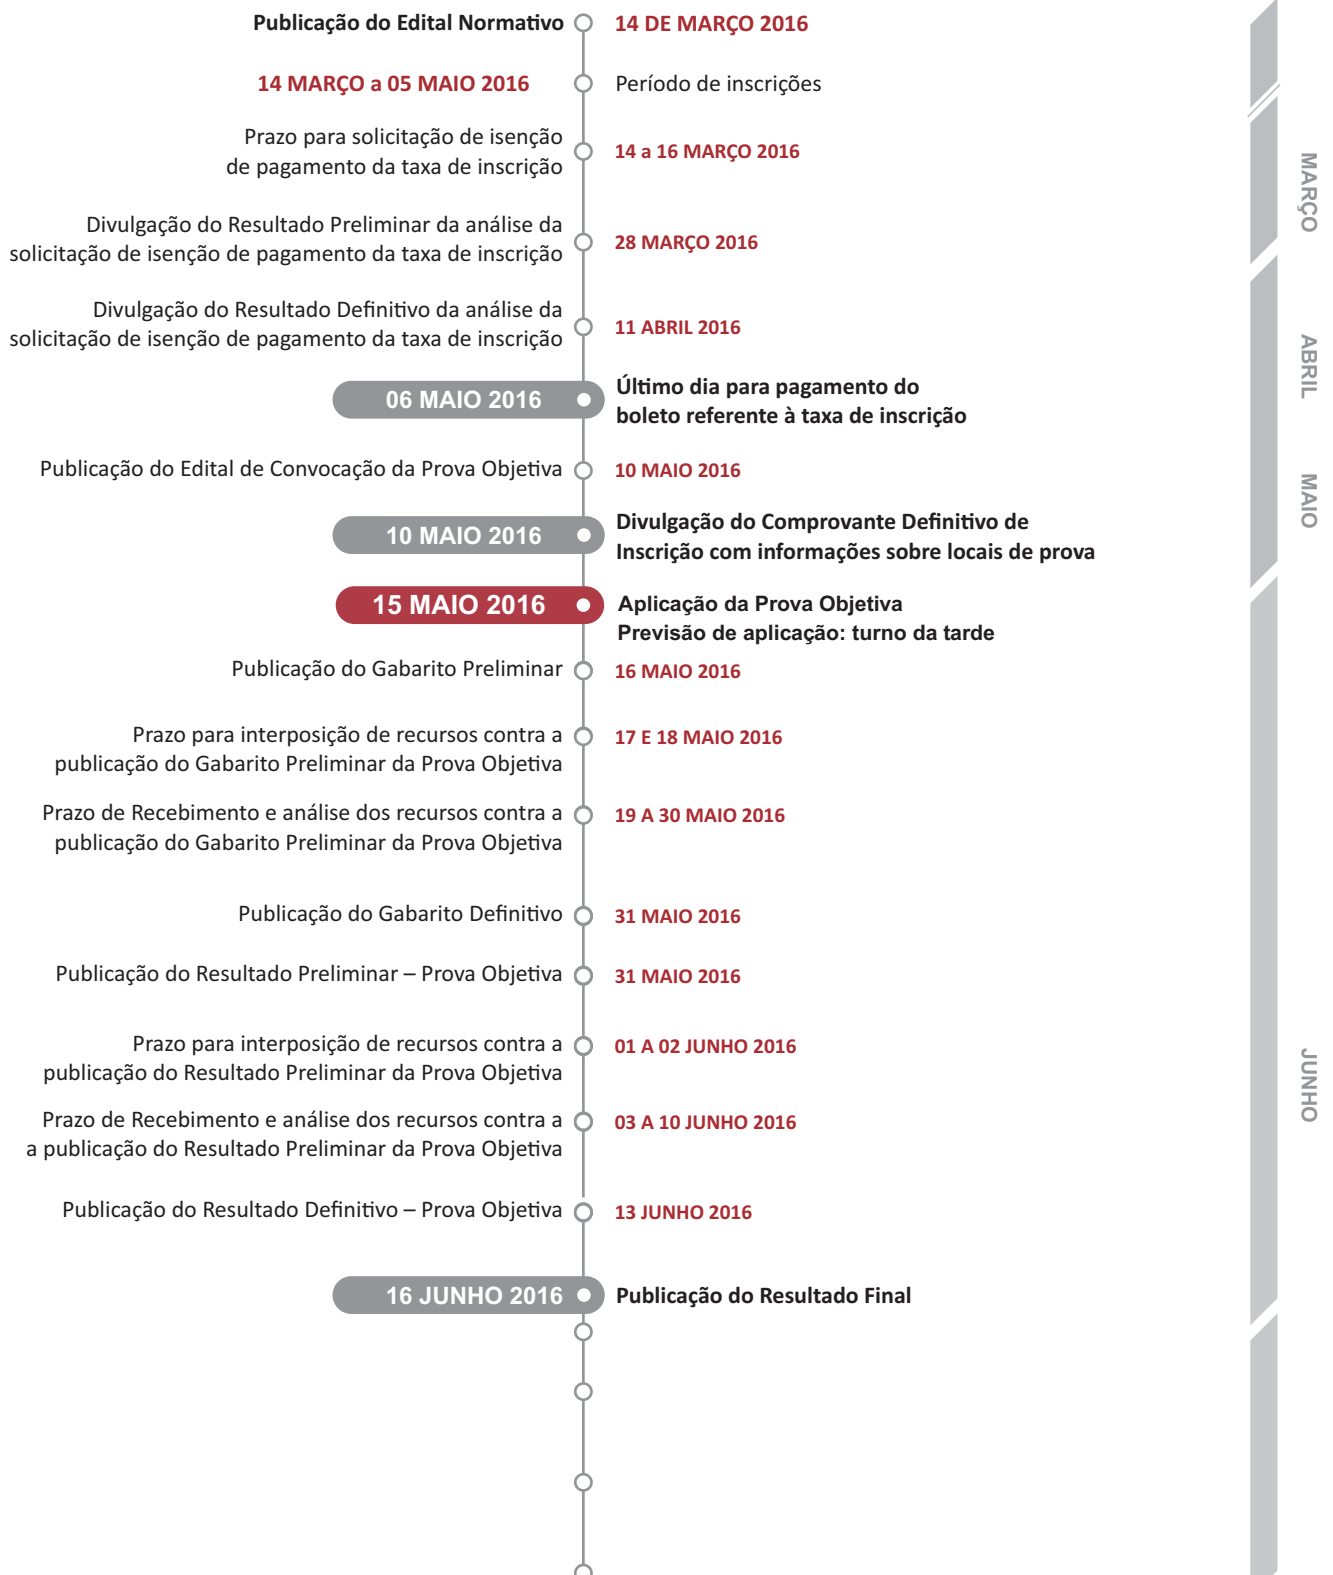 Publicação do Edital Normativo
14 DE MARÇO 2016
14 MARÇO a 05 MAIO 2016
Período de inscrições
Prazo para solicitação de isenção
de pagamento da taxa de inscrição
14 a 16 MARÇO 2016
Divulgação do Resultado Preliminar da análise da
solicitação de isenção de pagamento da taxa de inscrição
28 MARÇO 2016
Divulgação do Resultado Definitivo da análise da
solicitação de isenção de pagamento da taxa de inscrição
11 ABRIL 2016
06 MAIO 2016
Último dia para pagamento do
boleto referente à taxa de inscrição
Publicação do Edital de Convocação da Prova Objetiva
10 MAIO 2016
10 MAIO 2016
Divulgação do Comprovante Definitivo de
Inscrição com informações sobre locais de prova
15 MAIO 2016
Aplicação da Prova Objetiva
Previsão de aplicação: turno da tarde
Publicação do Gabarito Preliminar
16 MAIO 2016
Prazo para interposição de recursos contra a
publicação do Gabarito Preliminar da Prova Objetiva
17 E 18 MAIO 2016
Prazo de Recebimento e análise dos recursos contra a
publicação do Gabarito Preliminar da Prova Objetiva
19 A 30 MAIO 2016
Publicação do Gabarito Definitivo
31 MAIO 2016
Publicação do Resultado Preliminar – Prova Objetiva
31 MAIO 2016
Prazo para interposição de recursos contra a
publicação do Resultado Preliminar da Prova Objetiva
01 A 02 JUNHO 2016
Prazo de Recebimento e análise dos recursos contra a
a publicação do Resultado Preliminar da Prova Objetiva
03 A 10 JUNHO 2016
Publicação do Resultado Definitivo – Prova Objetiva
13 JUNHO 2016
16 JUNHO 2016
Publicação do Resultado Final
MARÇO
ABRIL
MAIO
JUNHO